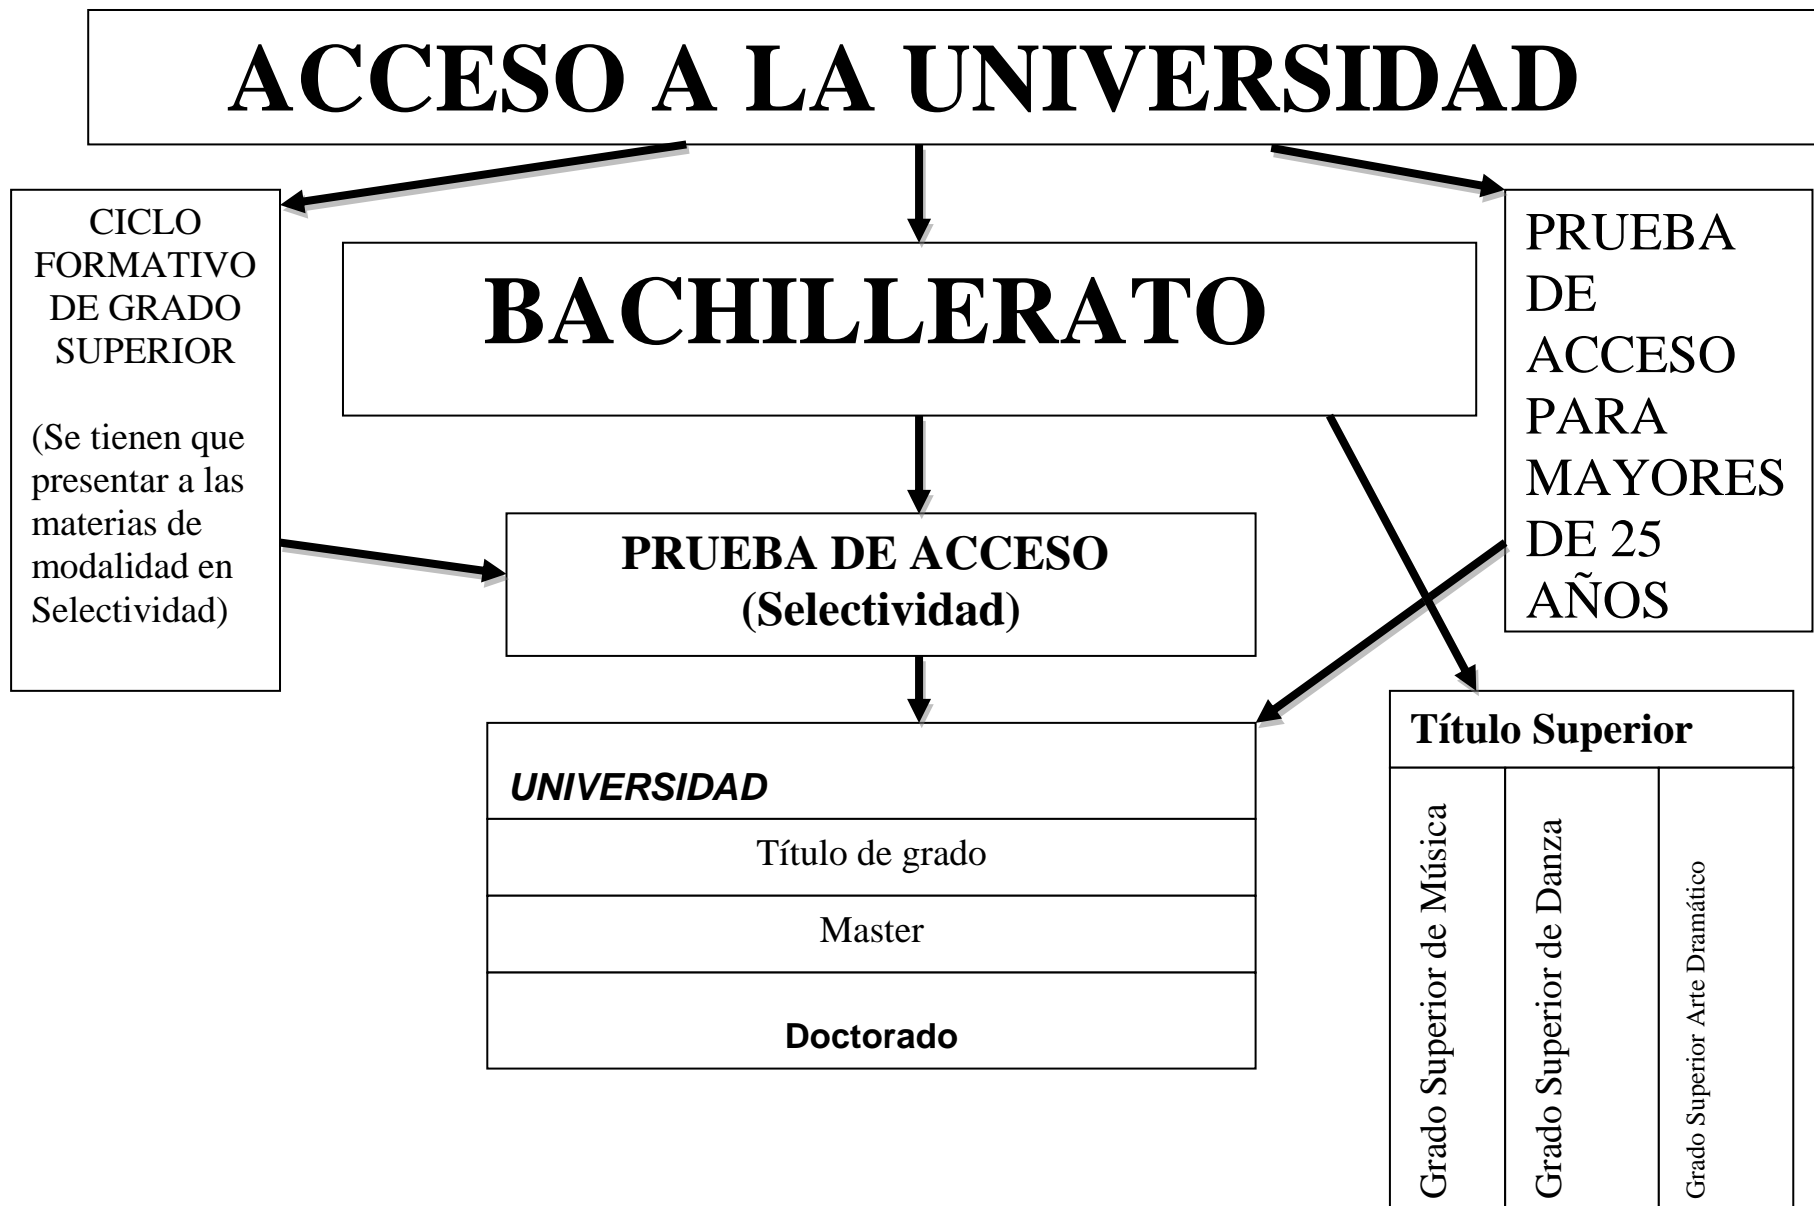 ACCESO A LA UNIVERSIDAD
CICLO
FORMATIVO
DE GRADO
SUPERIOR
(Se tienen que
presentar a las
materias de
modalidad en
Selectividad)
BACHILLERATO
PRUEBA
DE
ACCESO
PARA
MAYORES
DE 25
AÑOS
PRUEBA DE ACCESO
(Selectividad)
UNIVERSIDAD
Título de grado
Master
Doctorado
Título Superior
Grado Superior de Música
Grado Superior de Danza
Grado Superior Arte Dramático